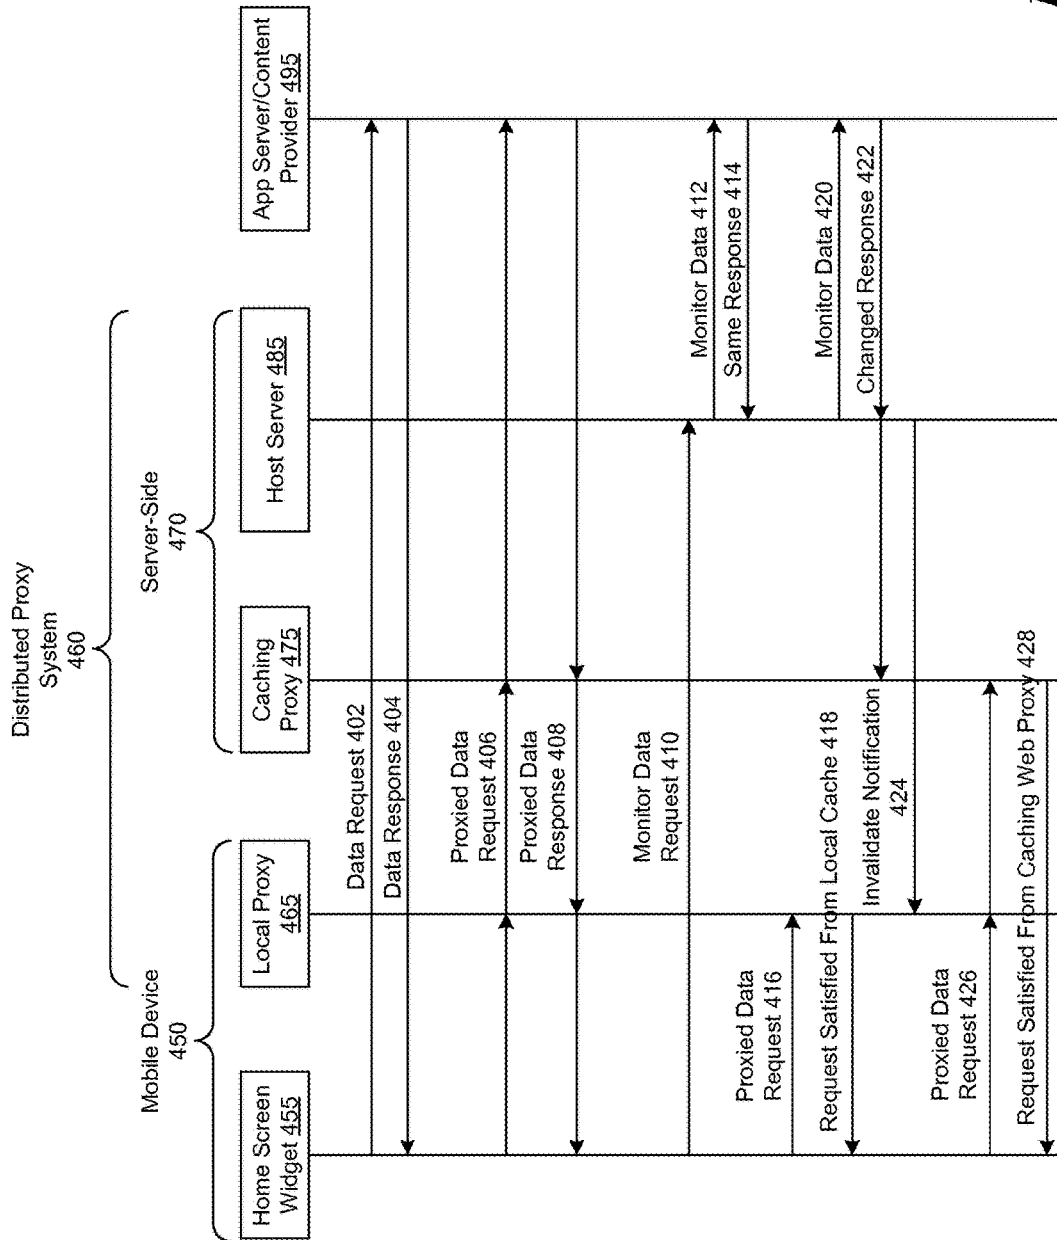 Distributed Proxy
System
460
Mobile Device
450
Server-Side
470
Home Screen
Widget 455
Local Proxy
465
Caching
Proxy 475
Host Server 485
App Server/Content
Provider 495
Data Request 402
Data Response 404
Proxied Data
Request 406
Proxied Data
Response 408
Monitor Data
Request 410
Monitor Data 412
Same Response 414
Proxied Data
Request 416
Request Satisfied From Local Cache 418
Monitor Data 420
Changed Response 422
Invalidate Notification
424
Proxied Data
Request 426
Request Satisfied From Caching Web Proxy 428